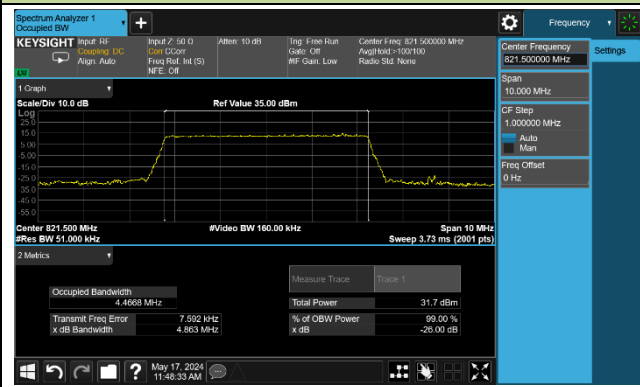 Spectrum Analyzer 1
Occupied BW
+
Frequency
KEYSIGHT
Input: RF
Coupling: DC
Align: Auto
Input Z: 50 Ω
Corr CCorr
Freq Ref: Int (S)
NFE: Off
Atten: 10 dB
Trig: Free Run
Gate: Off
#IF Gain: Low
Center Freq: 821.500000 MHz
Avg|Hold:>100/100
Radio Std: None
Center Frequency
821.500000 MHz
Settings
Span
10.000 MHz
CF Step
1.000000 MHz
Auto
Man
Freq Offset
0 Hz
1 Graph
Scale/Div 10.0 dB
Ref Value 35.00 dBm
Log
25.0
15.0
5.00
-5.00
-15.0
-25.0
-35.0
-45.0
-55.0
Center 821.500 MHz
#Video BW 160.00 kHz
Span 10 MHz
#Res BW 51.000 kHz
Sweep 3.73 ms (2001 pts)
2 Metrics
Measure Trace
Trace 1
Occupied Bandwidth
4.4668 MHz
Total Power
31.7 dBm
Transmit Freq Error
7.592 kHz
% of OBW Power
99.00 %
x dB Bandwidth
4.863 MHz
x dB
-26.00 dB
?
May 17, 2024
11:48:33 AM